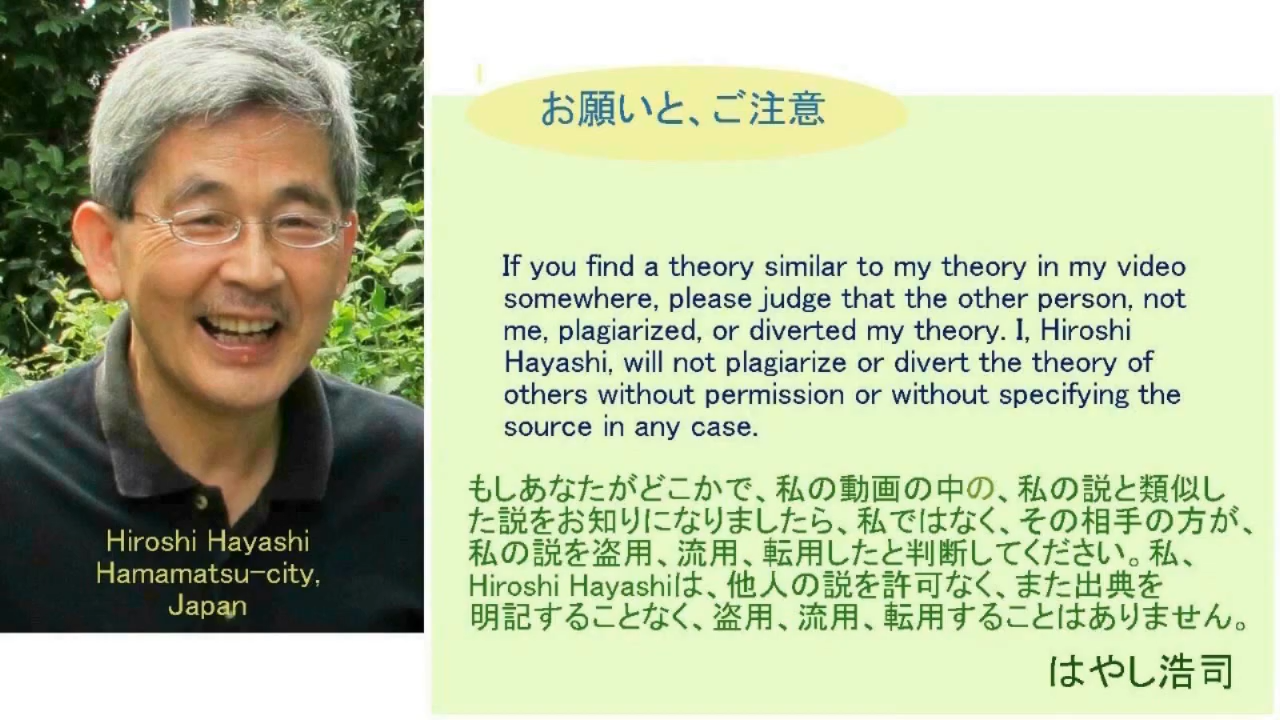 お願いと、ご注意
If you find a theory similar to my theory in my video
somewhere, please judge that the other person, not
me, plagiarized, or diverted my theory. I, Hiroshi
Hayashi, will not plagiarize or divert the theory of
others without permission or without specifying the
source in any case.
もしあなたがどこかで、私の動画の中の、私の説と類似し
た説をお知りになりましたら、私ではなく、その相手の方が、
私の説を盗用、流用、転用したと判断してください。私、
Hiroshi Hayashiは、他人の説を許可なく、また出典を
明記することなく、盗用、流用、転用することはありません。
はやし浩司
Hiroshi Hayashi
Hamamatsu-city,
Japan